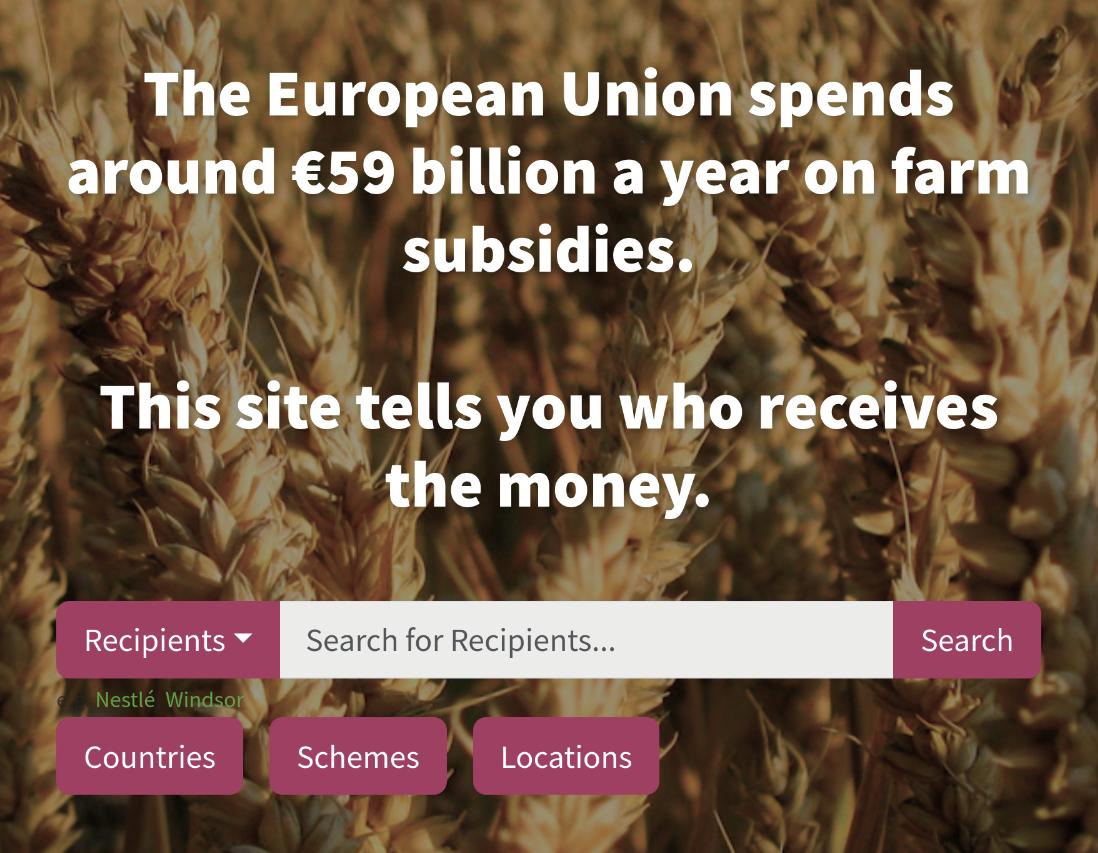 The European Union spends
around €59 billion a year on farm
subsidies.
This site tells you who receives
the money.
Recipients Search for Recipients... Search
e.g. Nestlé Windsor
Countries Schemes Locations